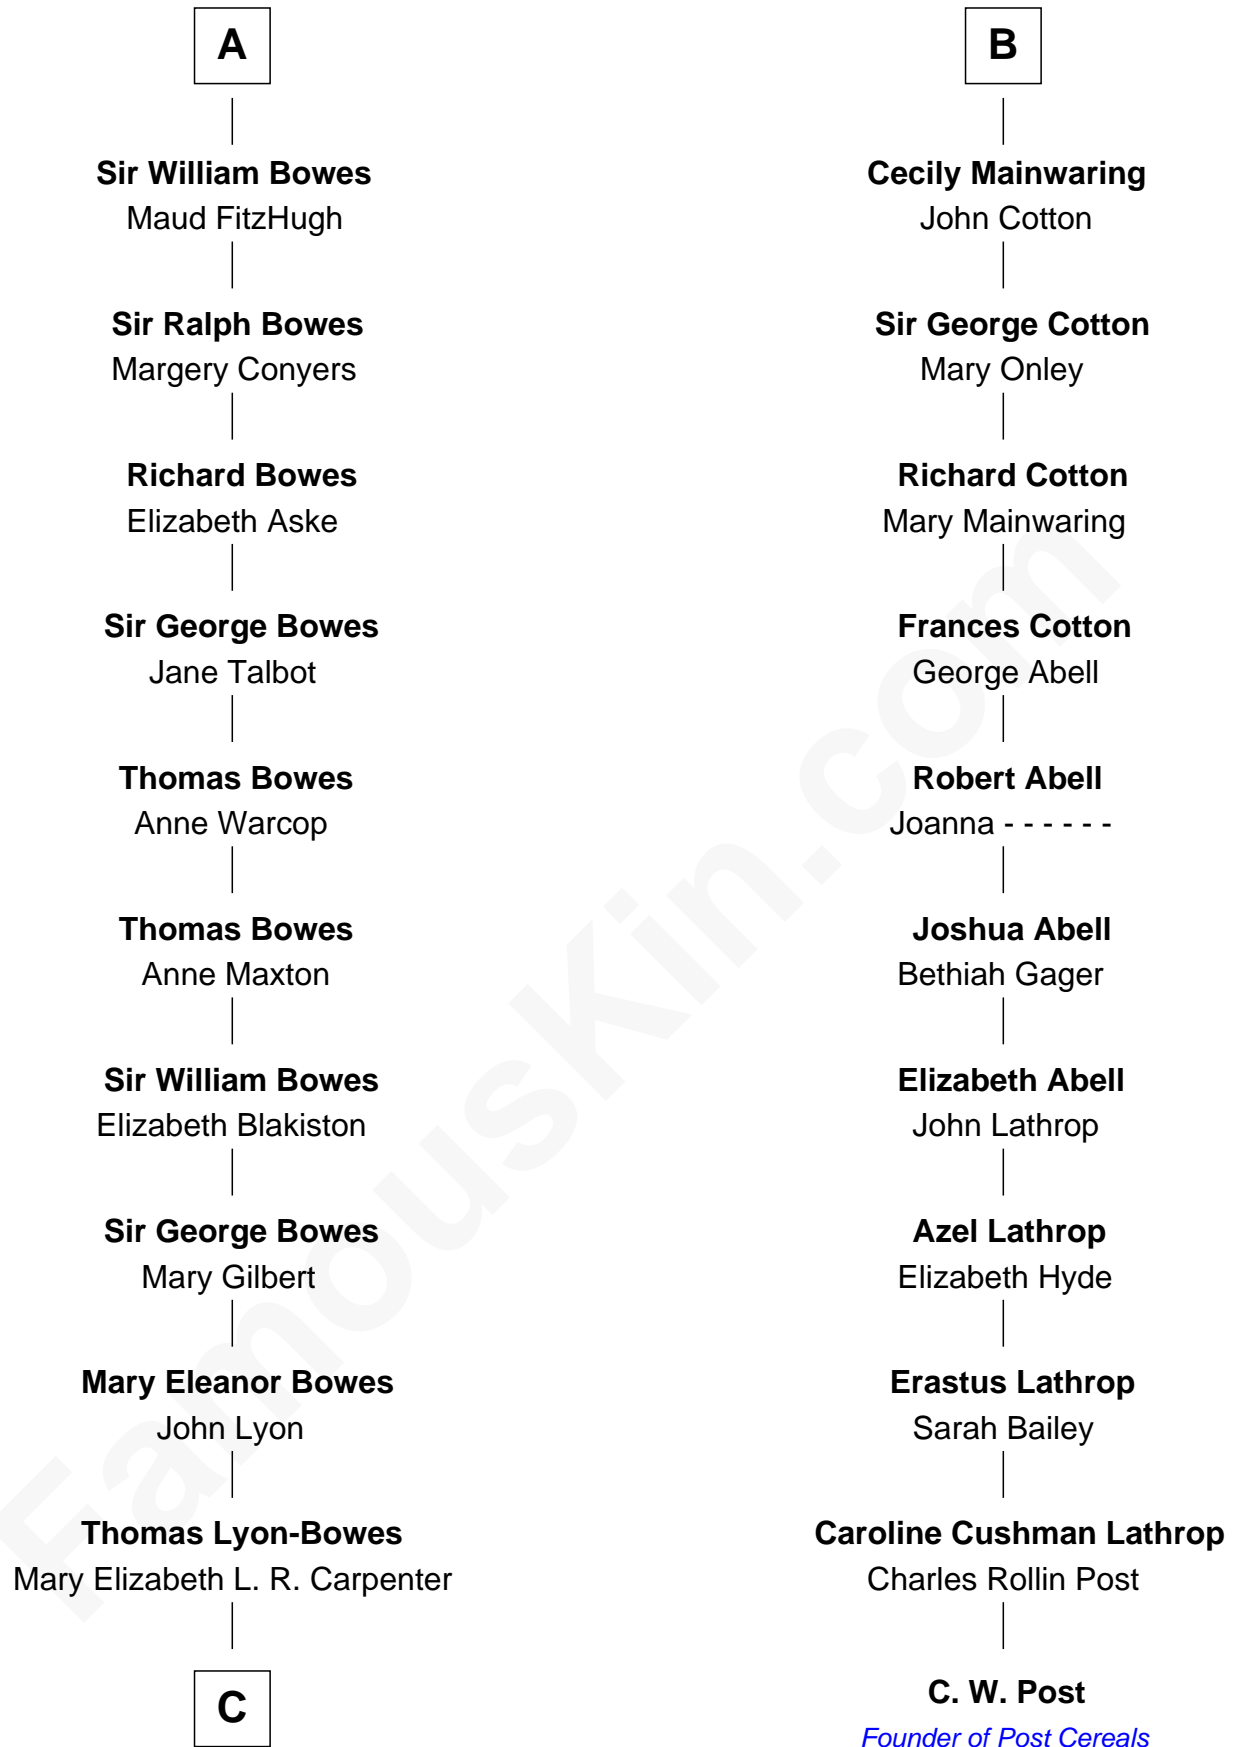 A
Sir William Bowes
Maud FitzHugh
Sir Ralph Bowes
Margery Conyers
Richard Bowes
Elizabeth Aske
Sir George Bowes
Jane Talbot
Thomas Bowes
Anne Warcop
Thomas Bowes
Anne Maxton
Sir William Bowes
Elizabeth Blakiston
Sir George Bowes
Mary Gilbert
Mary Eleanor Bowes
John Lyon
Thomas Lyon-Bowes
Mary Elizabeth L. R. Carpenter
C
B
Cecily Mainwaring
John Cotton
Sir George Cotton
Mary Onley
Richard Cotton
Mary Mainwaring
Frances Cotton
George Abell
Robert Abell
Joanna - - - - - -
Joshua Abell
Bethiah Gager
Elizabeth Abell
John Lathrop
Azel Lathrop
Elizabeth Hyde
Erastus Lathrop
Sarah Bailey
Caroline Cushman Lathrop
Charles Rollin Post
C. W. Post
Founder of Post Cereals
FamousKin.com